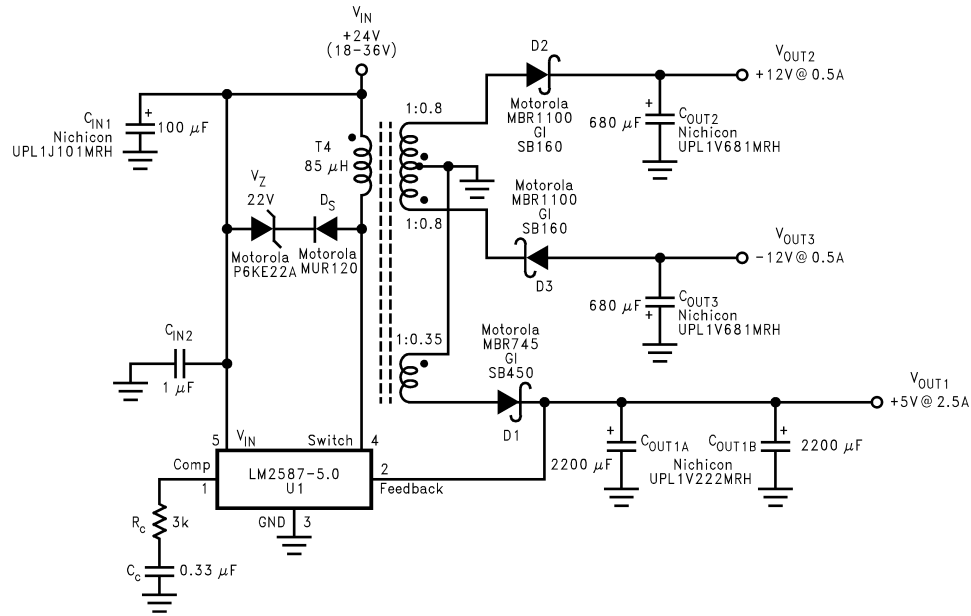 V_IN
+24V
(18-36V)
C_IN1
Nichicon
UPL1J101MRH
+
100 μF
T4
85 μH
1:0.8
1:0.8
D2
Motorola
MBR1100
GI
SB160
680 μF
+
C_OUT2
Nichicon
UPL1V681MRH
V_OUT2
+12V@0.5A
V_Z
22V
D_S
Motorola
P6KE22A
Motorola
MUR120
Motorola
MBR1100
GI
SB160
D3
680 μF
+
C_OUT3
Nichicon
UPL1V681MRH
V_OUT3
-12V@0.5A
C_IN2
1 μF
1:0.35
Motorola
MBR745
GI
SB450
D1
V_OUT1
+5V@2.5A
2200 μF
+
C_OUT1A
C_OUT1B
+
2200 μF
Nichicon
UPL1V222MRH
5
V_IN
Switch
4
Comp
1
LM2587-5.0
U1
2
Feedback
GND
3
R_c
3k
C_c
0.33 μF